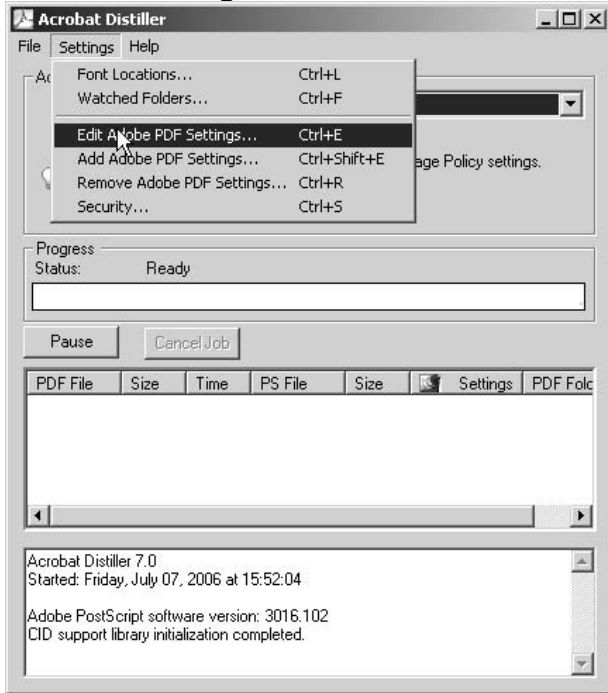 Acrobat Distiller
File Settings Help
Font Locations... Ctrl+L
Watched Folders... Ctrl+F
Edit Adobe PDF Settings... Ctrl+E
Add Adobe PDF Settings... Ctrl+Shift+E
age Policy settings.
Remove Adobe PDF Settings... Ctrl+R
Security... Ctrl+S
Progress
Status: Ready
Pause Cancel Job
PDF File Size Time PS File Size Settings PDF Folc
Acrobat Distiller 7.0
Started: Friday, July 07, 2006 at 15:52:04
Adobe PostScript software version: 3016.102
CID support library initialization completed.